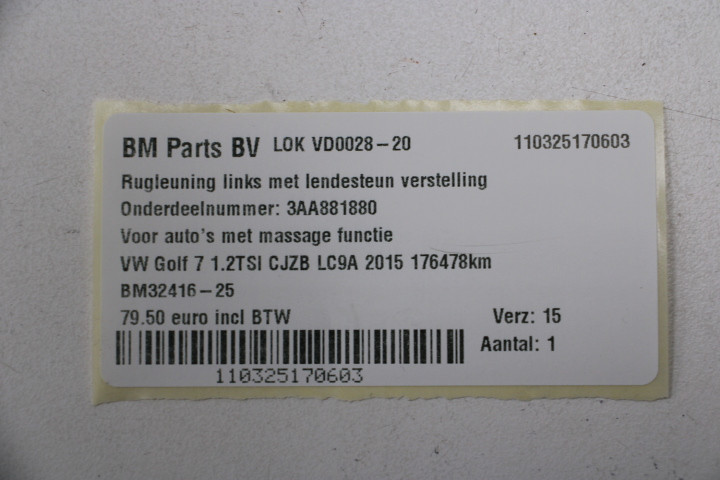 BM Parts BV LOK VD0028-20 110325170603
Rugleuning links met lendesteun verstelling
Onderdeelnummer: 3AA881880
Voor auto's met massage functie
VW Golf 7 1.2TSI CJZB LC9A 2015 176478km
BM32416-25
79.50 euro incl BTW Verz: 15
Aantal: 1
110325170603